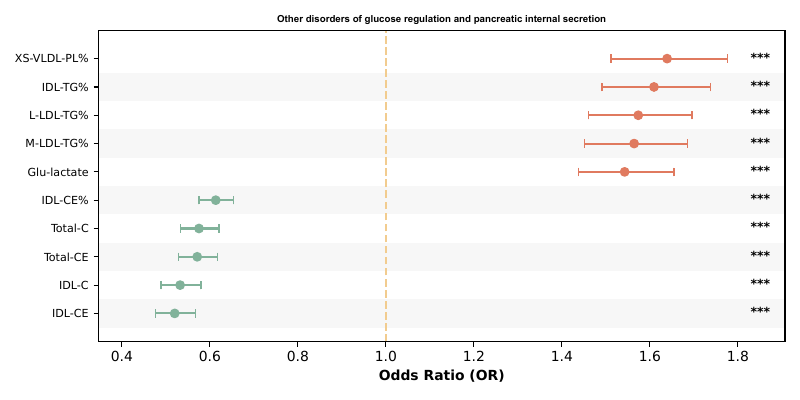 Other disorders of glucose regulation and pancreatic internal secretion
XS-VLDL-PL% ***
IDL-TG% ***
L-LDL-TG% ***
M-LDL-TG% ***
Glu-lactate ***
IDL-CE% ***
Total-C ***
Total-CE ***
IDL-C ***
IDL-CE ***
0.4 0.6 0.8 1.0 1.2 1.4 1.6 1.8
Odds Ratio (OR)